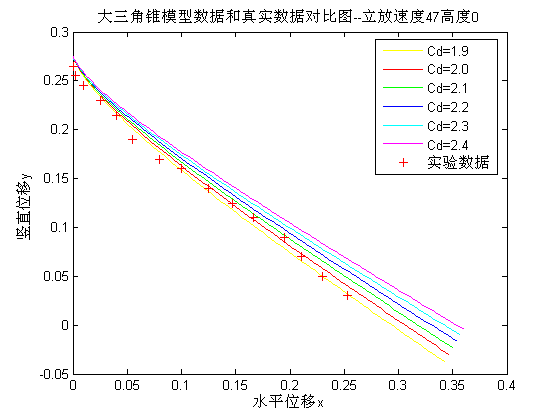 大三角锥模型数据和真实数据对比图--立放速度47高度0
0.3
0.25
0.2
0.15
0.1
0.05
0
-0.05
竖直位移y
Cd=1.9
Cd=2.0
Cd=2.1
Cd=2.2
Cd=2.3
Cd=2.4
实验数据
0 0.05 0.1 0.15 0.2 0.25 0.3 0.35 0.4
水平位移x